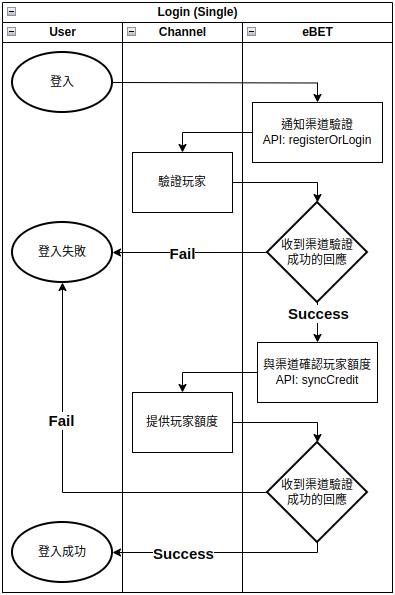 Login (Single)
User
Channel
eBET
登入
通知渠道驗證
API: registerOrLogin
驗證玩家
收到渠道驗證
成功的回應
Fail
登入失敗
Success
與渠道確認玩家額度
API: syncCredit
提供玩家額度
Fail
收到渠道驗證
成功的回應
Success
登入成功